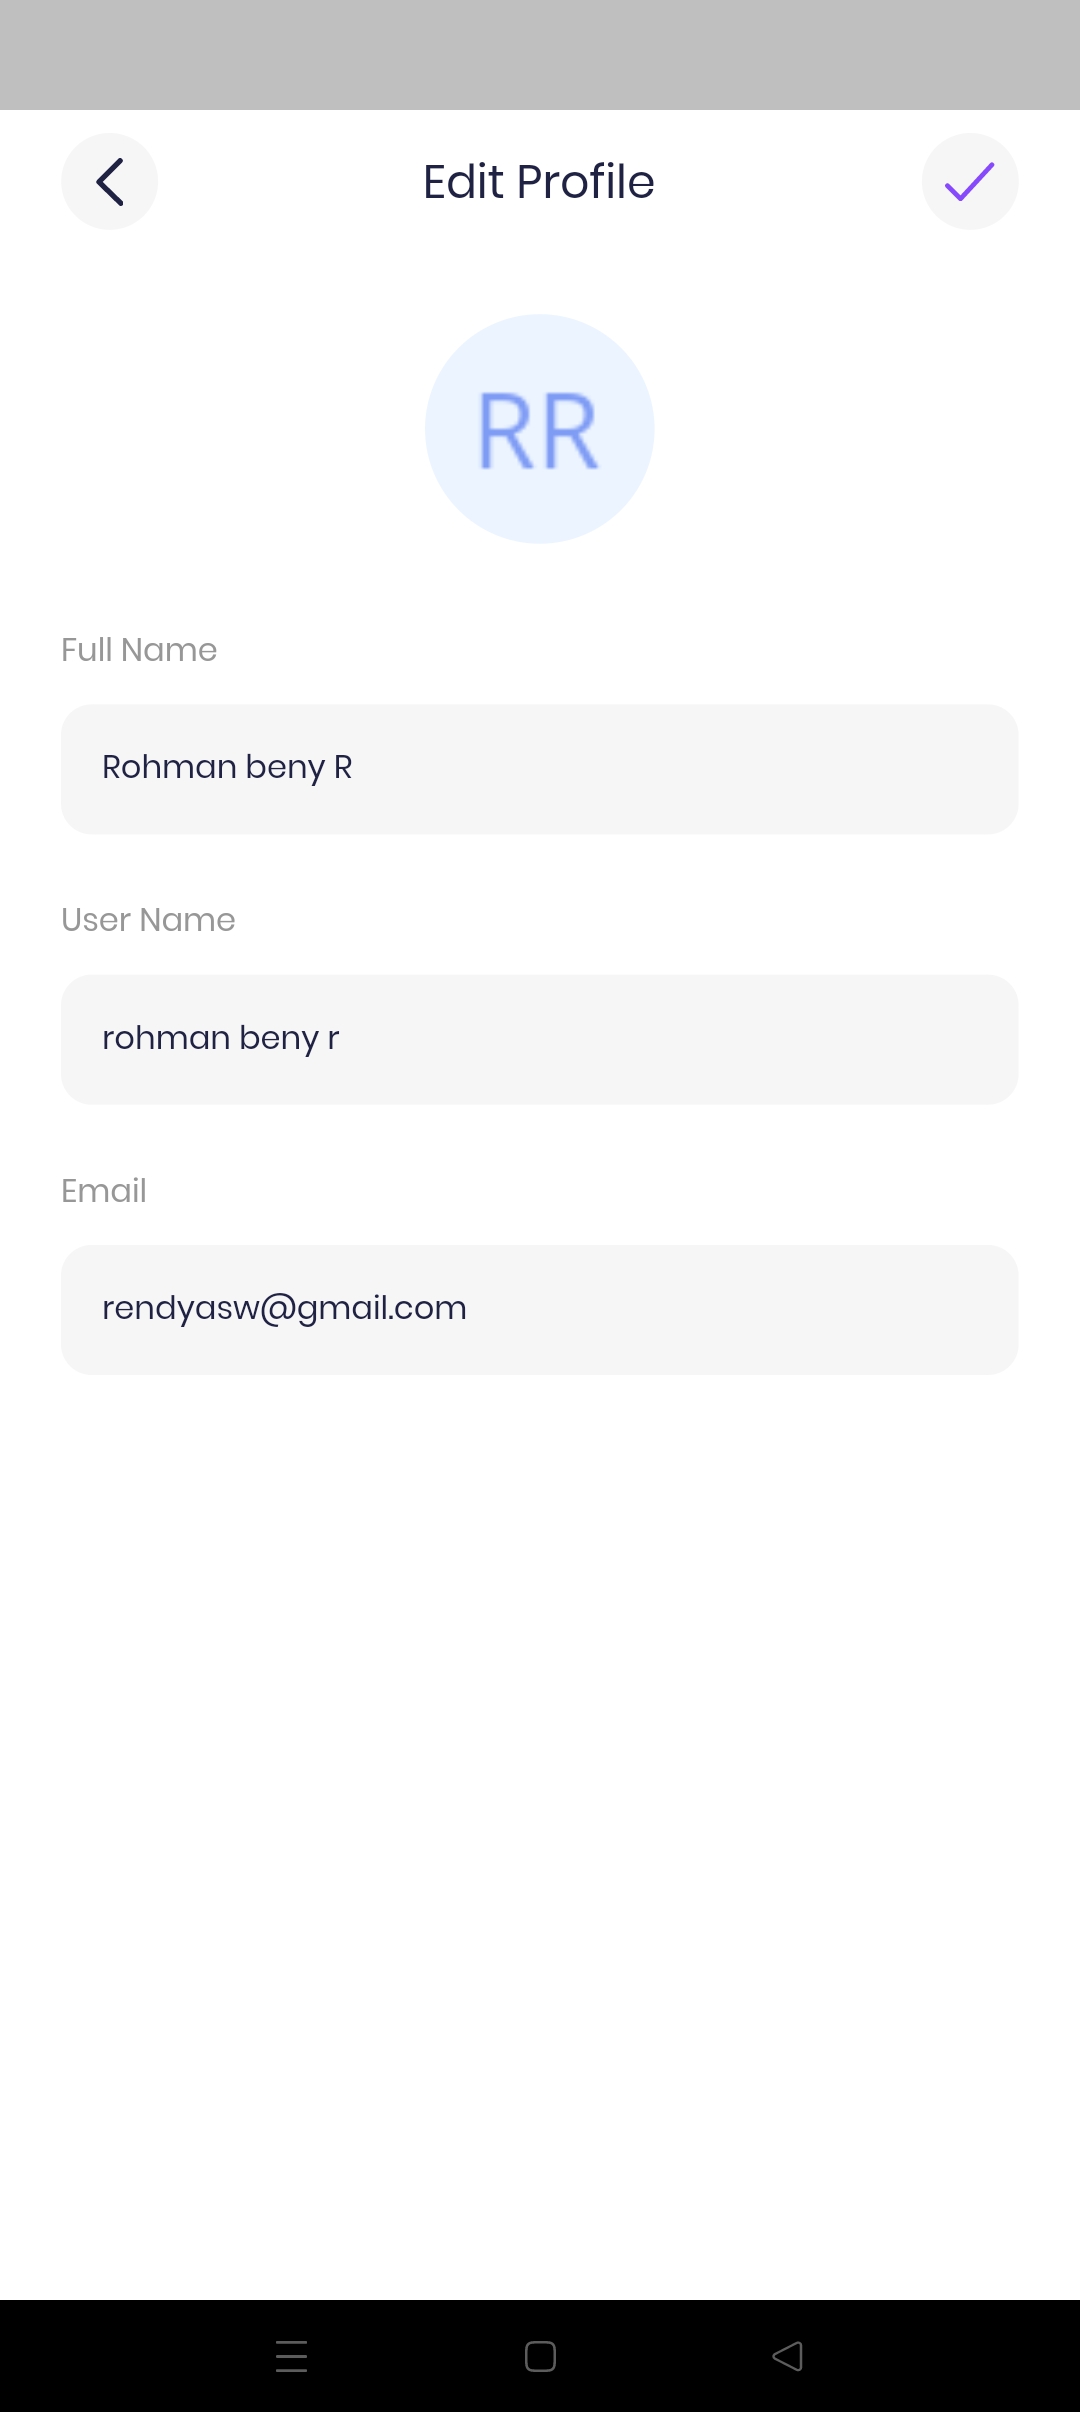 Edit Profile
RR
Full Name
Rohman beny R
User Name
rohman beny r
Email
rendyasw@gmail.com